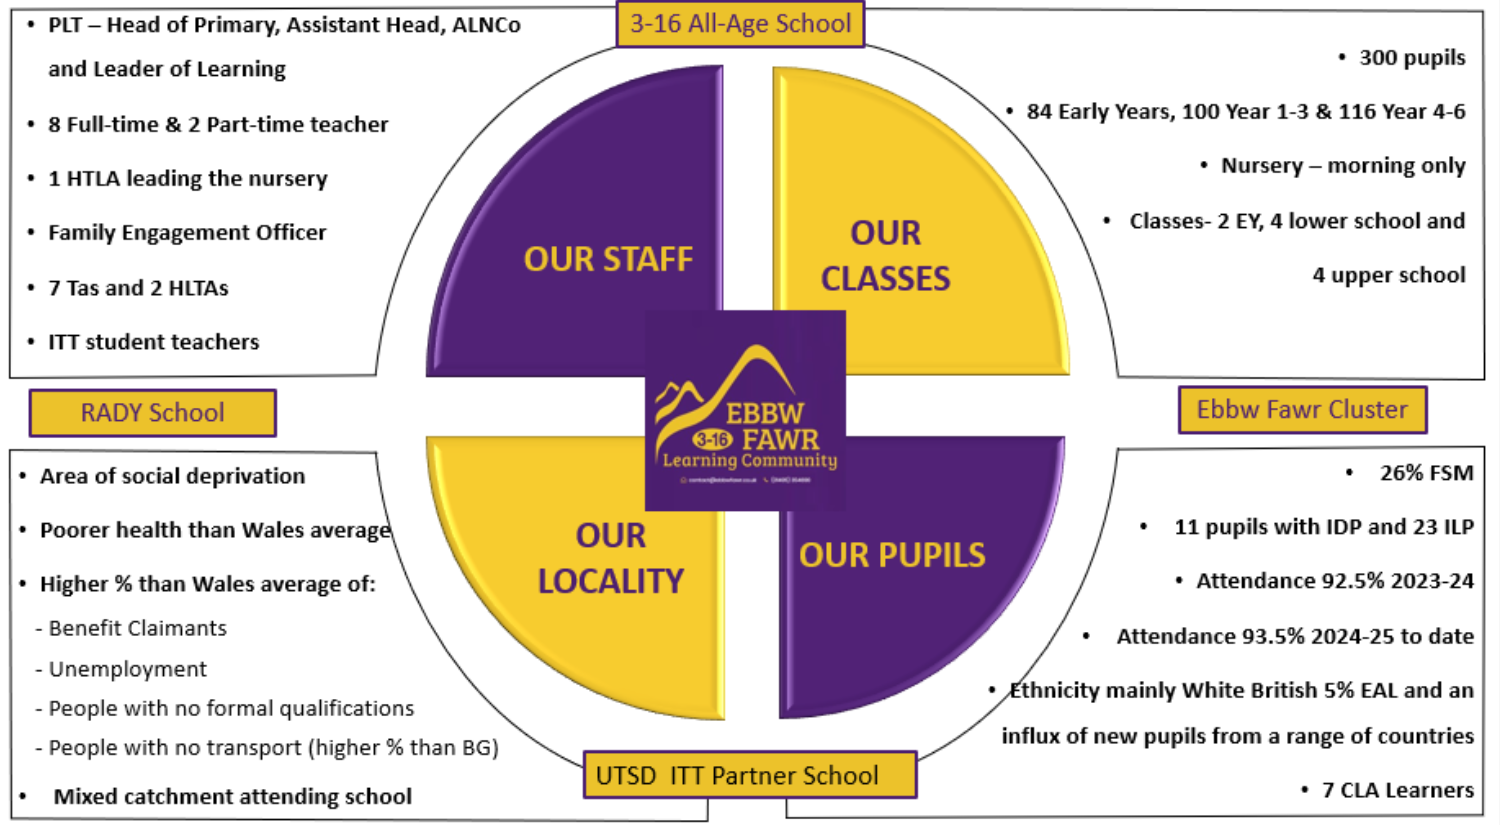 3-16 All-Age School
• PLT – Head of Primary, Assistant Head, ALNCo
and Leader of Learning
• 8 Full-time & 2 Part-time teacher
• 1 HTLA leading the nursery
• Family Engagement Officer
• 7 Tas and 2 HLTAs
• ITT student teachers
OUR STAFF
OUR
CLASSES
• 300 pupils
• 84 Early Years, 100 Year 1-3 & 116 Year 4-6
• Nursery – morning only
• Classes- 2 EY, 4 lower school and
4 upper school
RADY School
EBBW
3-16 FAWR
Learning Community
Ebbw Fawr Cluster
• Area of social deprivation
• Poorer health than Wales average
• Higher % than Wales average of:
- Benefit Claimants
- Unemployment
- People with no formal qualifications
- People with no transport (higher % than BG)
• Mixed catchment attending school
OUR
LOCALITY
OUR PUPILS
• 26% FSM
• 11 pupils with IDP and 23 ILP
• Attendance 92.5% 2023-24
• Attendance 93.5% 2024-25 to date
• Ethnicity mainly White British 5% EAL and an
influx of new pupils from a range of countries
• 7 CLA Learners
UTSD ITT Partner School